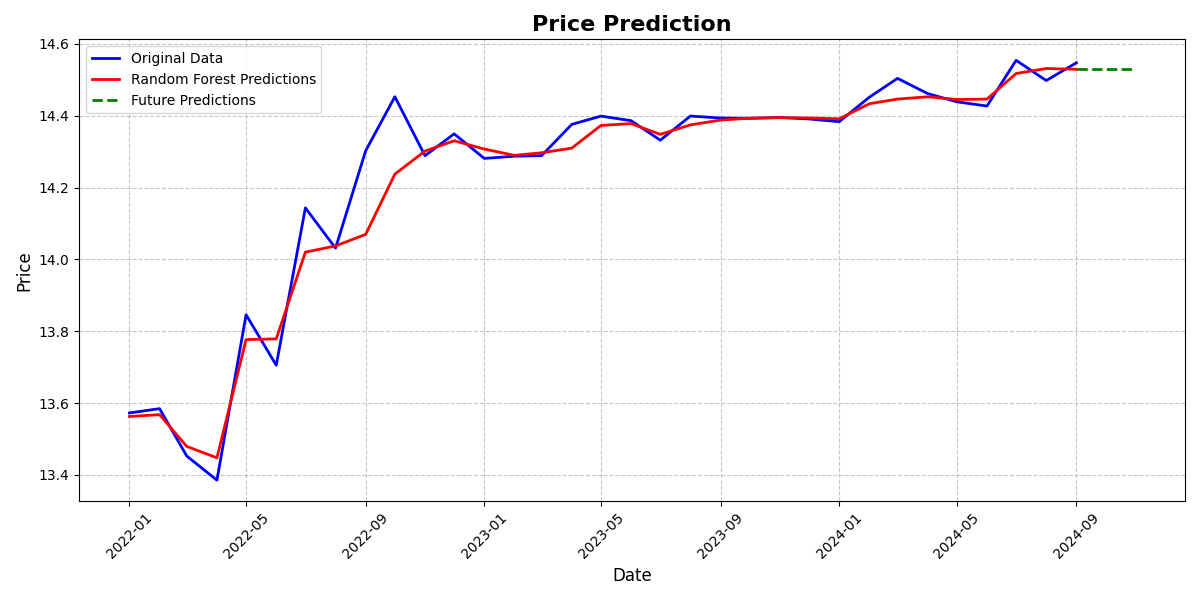 Price Prediction
Original Data
Random Forest Predictions
Future Predictions
Price
14.6
14.4
14.2
14.0
13.8
13.6
13.4
2022-01
2022-05
2022-09
2023-01
2023-05
2023-09
2024-01
2024-05
2024-09
Date